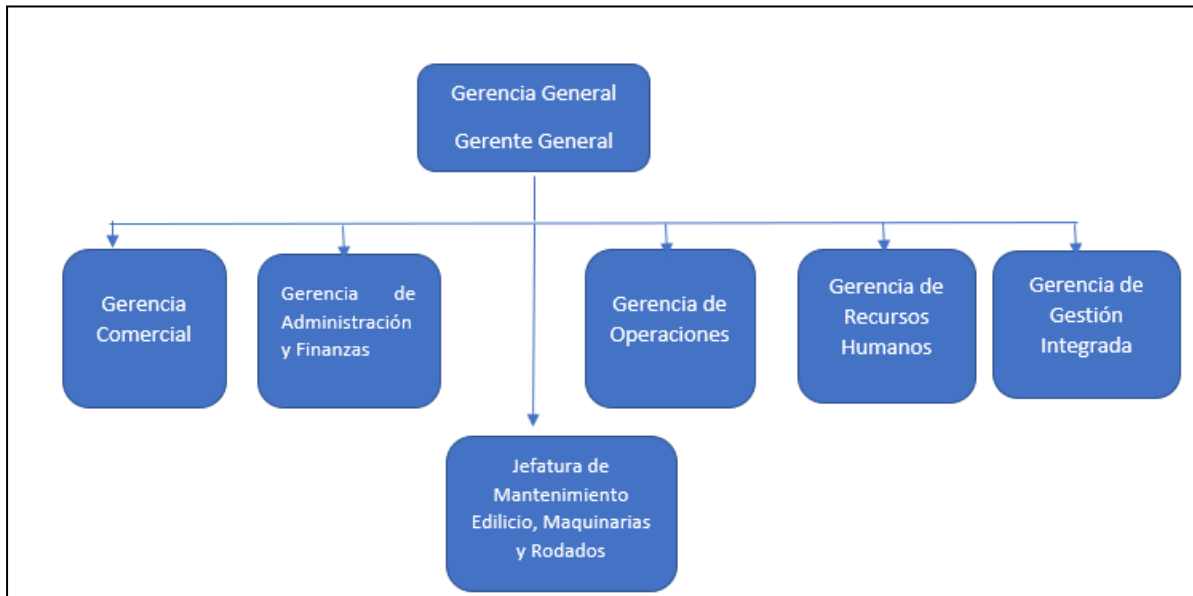 Gerencia General
Gerente General
Gerencia
Comercial
Gerencia de
Administración
y Finanzas
Gerencia de
Operaciones
Gerencia de
Recursos
Humanos
Gerencia de
Gestión
Integrada
Jefatura de
Mantenimiento
Edilicio, Maquinarias
y Rodados